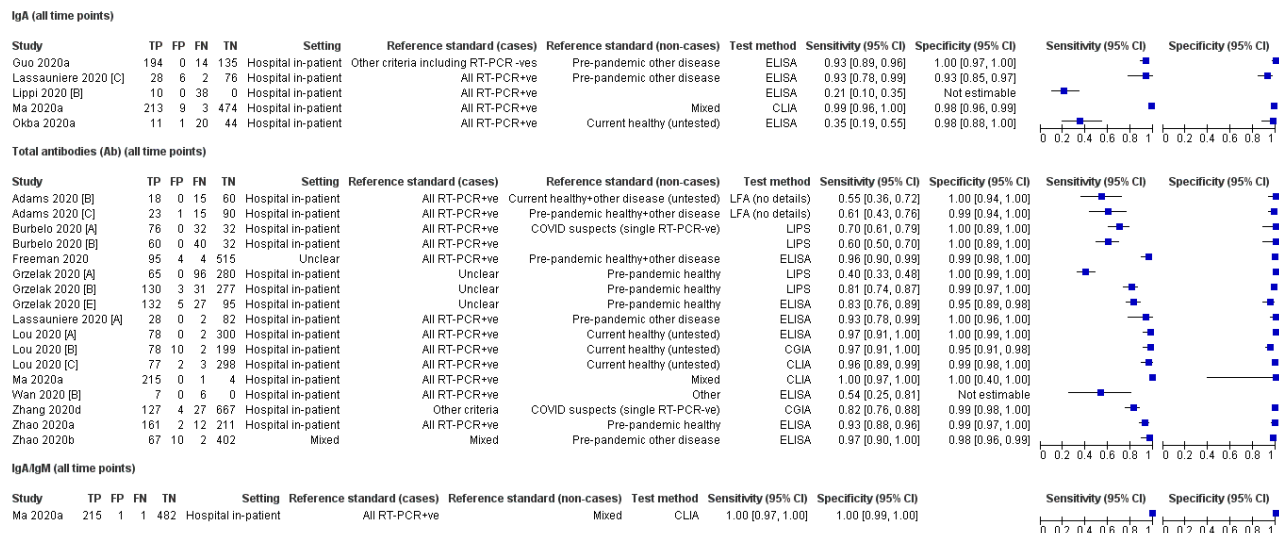 IgA (all time points)
Study TP FP FN TN Setting Reference standard (cases) Reference standard (non-cases) Test method Sensitivity (95% CI) Specificity (95% CI) Sensitivity (95% CI) Specificity (95% CI)
Guo 2020a 194 0 14 135 Hospital in-patient Other criteria including RT-PCR -ves Pre-pandemic other disease ELISA 0.93 [0.89, 0.96] 1.00 [0.97, 1.00]
Lassauniere 2020 [C] 28 6 2 76 Hospital in-patient All RT-PCR+ve Pre-pandemic other disease ELISA 0.93 [0.78, 0.99] 0.93 [0.85, 0.97]
Lippi 2020 [B] 10 0 38 0 Hospital in-patient All RT-PCR+ve ELISA 0.21 [0.10, 0.35] Not estimable
Ma 2020a 213 9 3 474 Hospital in-patient All RT-PCR+ve Mixed CLIA 0.99 [0.96, 1.00] 0.98 [0.96, 0.99]
Okba 2020a 11 1 20 44 Hospital in-patient All RT-PCR+ve Current healthy (untested) ELISA 0.35 [0.19, 0.55] 0.98 [0.88, 1.00]
0 0.2 0.4 0.6 0.8 1 0 0.2 0.4 0.6 0.8 1
Total antibodies (Ab) (all time points)
Study TP FP FN TN Setting Reference standard (cases) Reference standard (non-cases) Test method Sensitivity (95% CI) Specificity (95% CI) Sensitivity (95% CI) Specificity (95% CI)
Adams 2020 [B] 18 0 15 60 Hospital in-patient All RT-PCR+ve Current healthy+other disease (untested) LFA (no details) 0.55 [0.36, 0.72] 1.00 [0.94, 1.00]
Adams 2020 [C] 23 1 15 90 Hospital in-patient All RT-PCR+ve Pre-pandemic healthy+other disease LFA (no details) 0.61 [0.43, 0.76] 0.99 [0.94, 1.00]
Burbelo 2020 [A] 76 0 32 32 Hospital in-patient All RT-PCR+ve COVID suspects (single RT-PCR-ve) LIPS 0.70 [0.61, 0.79] 1.00 [0.89, 1.00]
Burbelo 2020 [B] 60 0 40 32 Hospital in-patient All RT-PCR+ve LIPS 0.60 [0.50, 0.70] 1.00 [0.89, 1.00]
Freeman 2020 95 4 4 515 Unclear All RT-PCR+ve Pre-pandemic healthy+other disease ELISA 0.96 [0.90, 0.99] 0.99 [0.98, 1.00]
Grzelak 2020 [A] 65 0 96 280 Hospital in-patient Unclear Pre-pandemic healthy LIPS 0.40 [0.33, 0.48] 1.00 [0.99, 1.00]
Grzelak 2020 [B] 130 3 31 277 Hospital in-patient Unclear Pre-pandemic healthy LIPS 0.81 [0.74, 0.87] 0.99 [0.97, 1.00]
Grzelak 2020 [E] 132 5 27 95 Hospital in-patient Unclear Pre-pandemic healthy ELISA 0.83 [0.76, 0.89] 0.95 [0.89, 0.98]
Lassauniere 2020 [A] 28 0 2 82 Hospital in-patient All RT-PCR+ve Pre-pandemic other disease ELISA 0.93 [0.78, 0.99] 1.00 [0.96, 1.00]
Lou 2020 [A] 78 0 2 300 Hospital in-patient All RT-PCR+ve Current healthy (untested) ELISA 0.97 [0.91, 1.00] 1.00 [0.99, 1.00]
Lou 2020 [B] 78 10 2 199 Hospital in-patient All RT-PCR+ve Current healthy (untested) CGIA 0.97 [0.91, 1.00] 0.95 [0.91, 0.98]
Lou 2020 [C] 77 2 3 298 Hospital in-patient All RT-PCR+ve Current healthy (untested) CLIA 0.96 [0.89, 0.99] 0.99 [0.98, 1.00]
Ma 2020a 215 0 1 4 Hospital in-patient All RT-PCR+ve Mixed CLIA 1.00 [0.97, 1.00] 1.00 [0.40, 1.00]
Wan 2020 [B] 7 0 6 0 Hospital in-patient All RT-PCR+ve Other ELISA 0.54 [0.25, 0.81] Not estimable
Zhang 2020d 127 4 27 667 Hospital in-patient Other criteria COVID suspects (single RT-PCR-ve) CGIA 0.82 [0.76, 0.88] 0.99 [0.98, 1.00]
Zhao 2020a 161 2 12 211 Hospital in-patient All RT-PCR+ve Pre-pandemic healthy ELISA 0.93 [0.88, 0.96] 0.99 [0.97, 1.00]
Zhao 2020b 67 10 2 402 Mixed Mixed Pre-pandemic other disease ELISA 0.97 [0.90, 1.00] 0.98 [0.96, 0.99]
0 0.2 0.4 0.6 0.8 1 0 0.2 0.4 0.6 0.8 1
IgA/IgM (all time points)
Study TP FP FN TN Setting Reference standard (cases) Reference standard (non-cases) Test method Sensitivity (95% CI) Specificity (95% CI) Sensitivity (95% CI) Specificity (95% CI)
Ma 2020a 215 1 1 482 Hospital in-patient All RT-PCR+ve Mixed CLIA 1.00 [0.97, 1.00] 1.00 [0.99, 1.00]
0 0.2 0.4 0.6 0.8 1 0 0.2 0.4 0.6 0.8 1